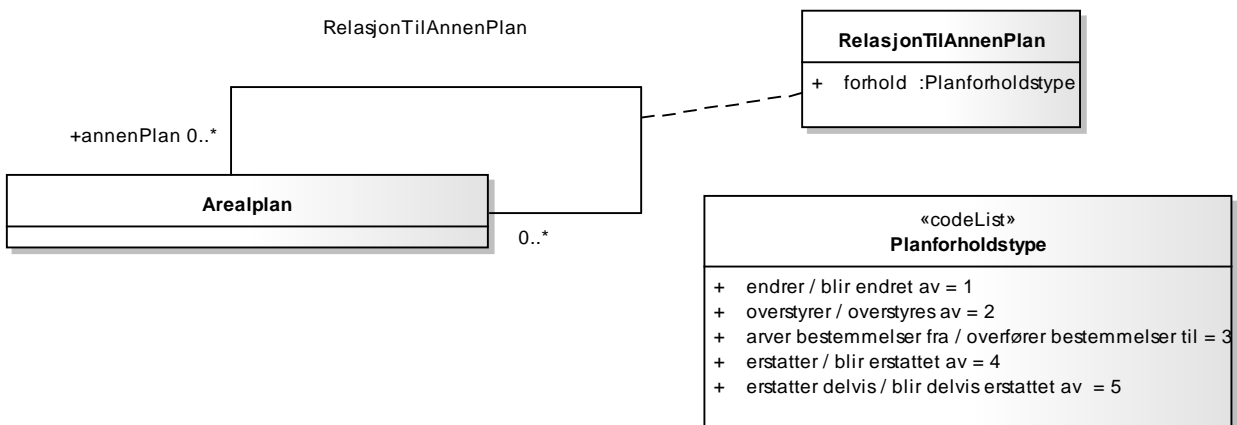 RelasjonTilAnnenPlan
RelasjonTilAnnenPlan
+ forhold :Planforholdstype
+annenPlan 0..*
Arealplan
0..*
«codeList»
Planforholdstype
+ endrer / blir endret av = 1
+ overstyrer / overstyres av = 2
+ arver bestemmelser fra / overfører bestemmelser til = 3
+ erstatter / blir erstattet av = 4
+ erstatter delvis / blir delvis erstattet av = 5